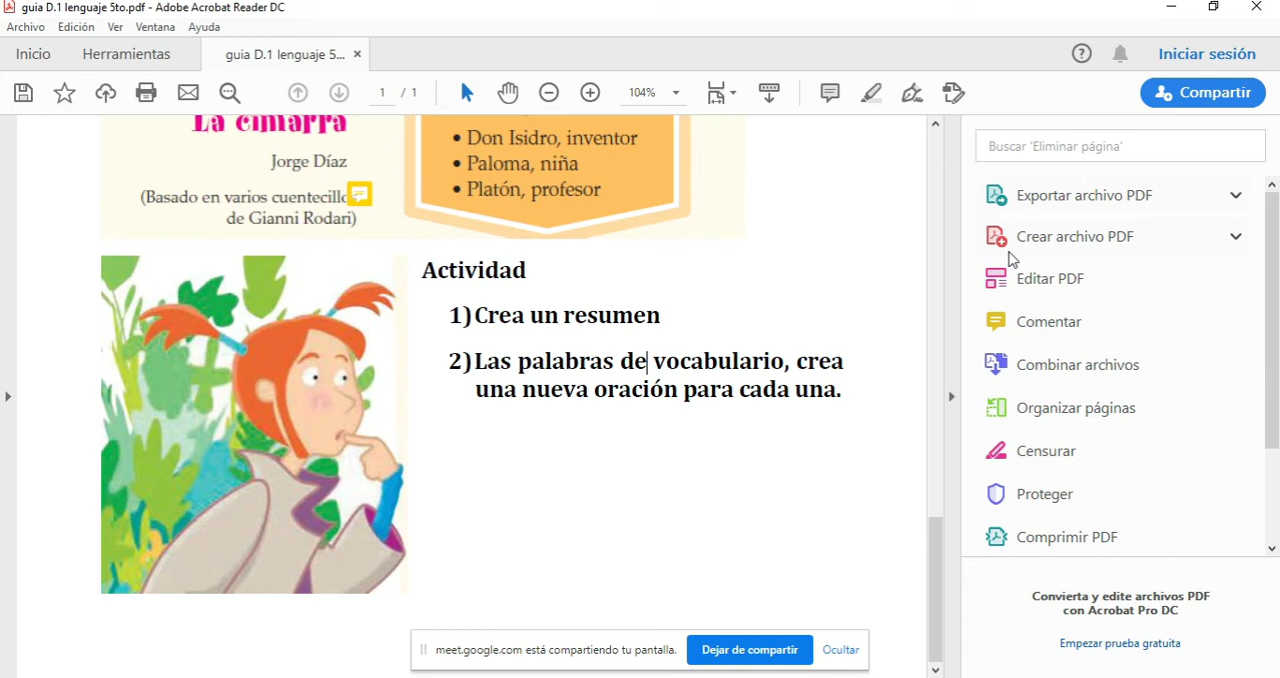 guia D.1 lenguaje 5to.pdf - Adobe Acrobat Reader DC
Archivo Edición Ver Ventana Ayuda
Inicio Herramientas guia D.1 lenguaje 5... × Iniciar sesión
1 / 1 104% Compartir
La cimarra
Jorge Díaz
(Basado en varios cuentecillo
de Gianni Rodari)
• Don Isidro, inventor
• Paloma, niña
• Platón, profesor
Actividad
1) Crea un resumen
2) Las palabras de vocabulario, crea
una nueva oración para cada una.
Buscar 'Eliminar página'
Exportar archivo PDF
Crear archivo PDF
Editar PDF
Comentar
Combinar archivos
Organizar páginas
Censurar
Proteger
Comprimir PDF
Convierta y edite archivos PDF
con Acrobat Pro DC
Empezar prueba gratuita
meet.google.com está compartiendo tu pantalla. Dejar de compartir Ocultar